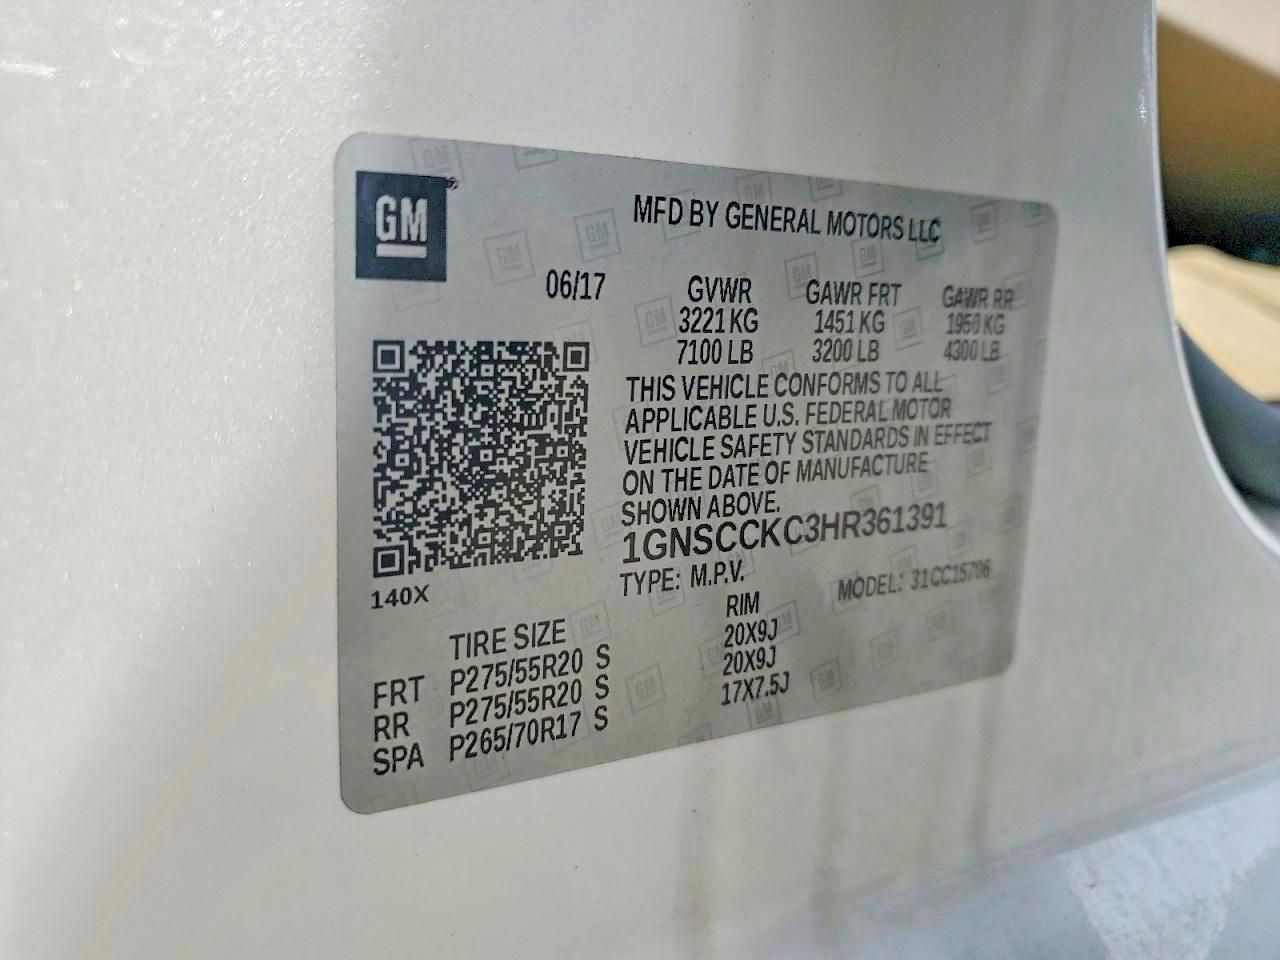 GM
MFD BY GENERAL MOTORS LLC
06/17 GVWR GAWR FRT GAWR RR
3221 KG 1451 KG 1950 KG
7100 LB 3200 LB 4300 LB
THIS VEHICLE CONFORMS TO ALL
APPLICABLE U.S. FEDERAL MOTOR
VEHICLE SAFETY STANDARDS IN EFFECT
ON THE DATE OF MANUFACTURE
SHOWN ABOVE.
1GNSCCKC3HR361391
TYPE: M.P.V. MODEL: 31CC15706
140X
TIRE SIZE RIM
FRT P275/55R20 S 20X9J
RR P275/55R20 S 20X9J
SPA P265/70R17 S 17X7.5J